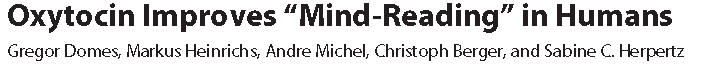 Oxytocin Improves “Mind-Reading” in Humans
Gregor Domes, Markus Heinrichs, Andre Michel, Christoph Berger, and Sabine C. Herpertz